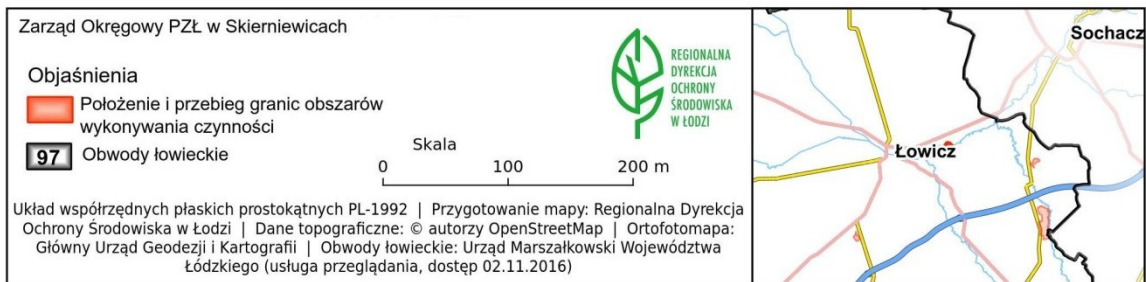 Zarząd Okręgowy PZŁ w Skierniewicach
Objaśnienia
Położenie i przebieg granic obszarów
wykonywania czynności
97 Obwody łowieckie
REGIONALNA
DYREKCJA
OCHRONY
ŚRODOWISKA
W ŁODZI
Skala
0 100 200 m
Układ współrzędnych płaskich prostokątnych PL-1992 | Przygotowanie mapy: Regionalna Dyrekcja
Ochrony Środowiska w Łodzi | Dane topograficzne: © autorzy OpenStreetMap | Ortofotomapa:
Główny Urząd Geodezji i Kartografii | Obwody łowieckie: Urząd Marszałkowski Województwa
Łódzkiego (usługa przeglądania, dostęp 02.11.2016)
Sochacz
Łowicz